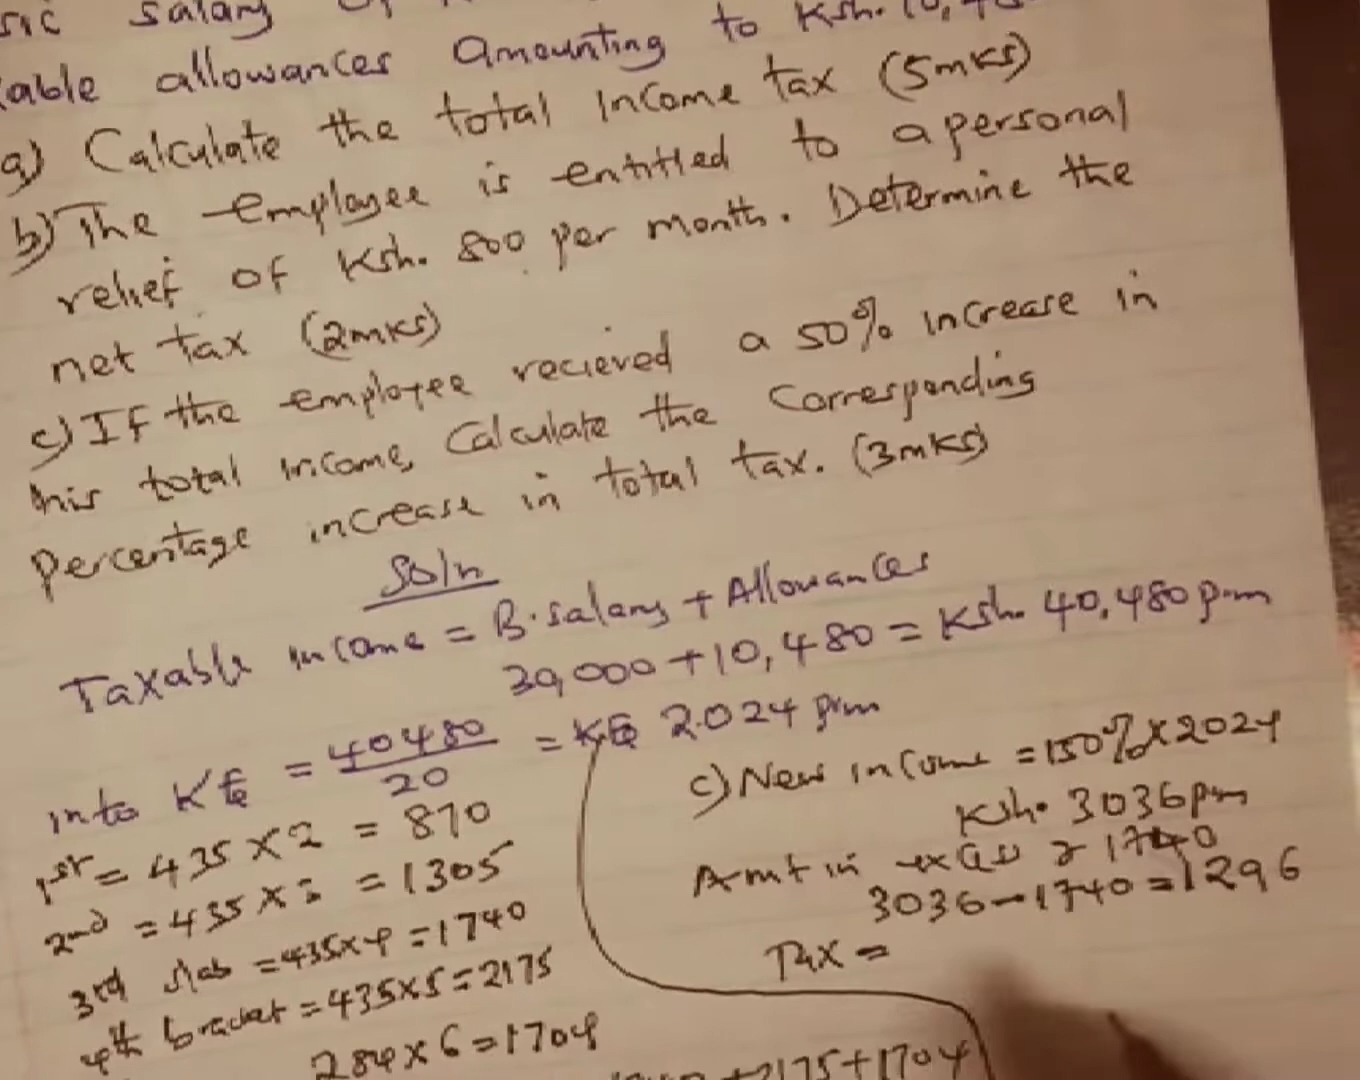 salary
able allowances amounting to Ksh. 10,480
a) Calculate the total income tax (5mks)
b) The employee is entitled to a personal
relief of Ksh. 800 per month. Determine the
net tax (2mks)
c) If the employee recieved a 50% increase in
his total income, Calculate the Corresponding
Percentage increase in total tax. (3mks)
Soln
Taxable income = B. salary + Allowances
30,000 + 10,480 = Ksh. 40,480 p.m
into K£ = 40480/20 = K£ 2024 p.m
1st = 435 × 2 = 870
2nd = 435 × 3 = 1305
3rd slab = 435×4 = 1740
4th bracket = 435×5 = 2175
284 × 6 = 1704
c) New income = 150% × 2024
Ksh. 3036 pm
Amt in 1740
3036 - 1740 = 1296
Tax =
+2175+1704